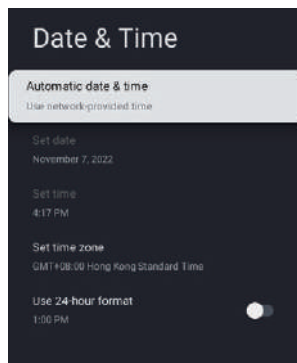 Date & Time
Automatic date & time
Use network-provided time
Set date
November 7, 2022
Set time
4:17 PM
Set time zone
GMT+08:00 Hong Kong Standard Time
Use 24-hour format
1:00 PM